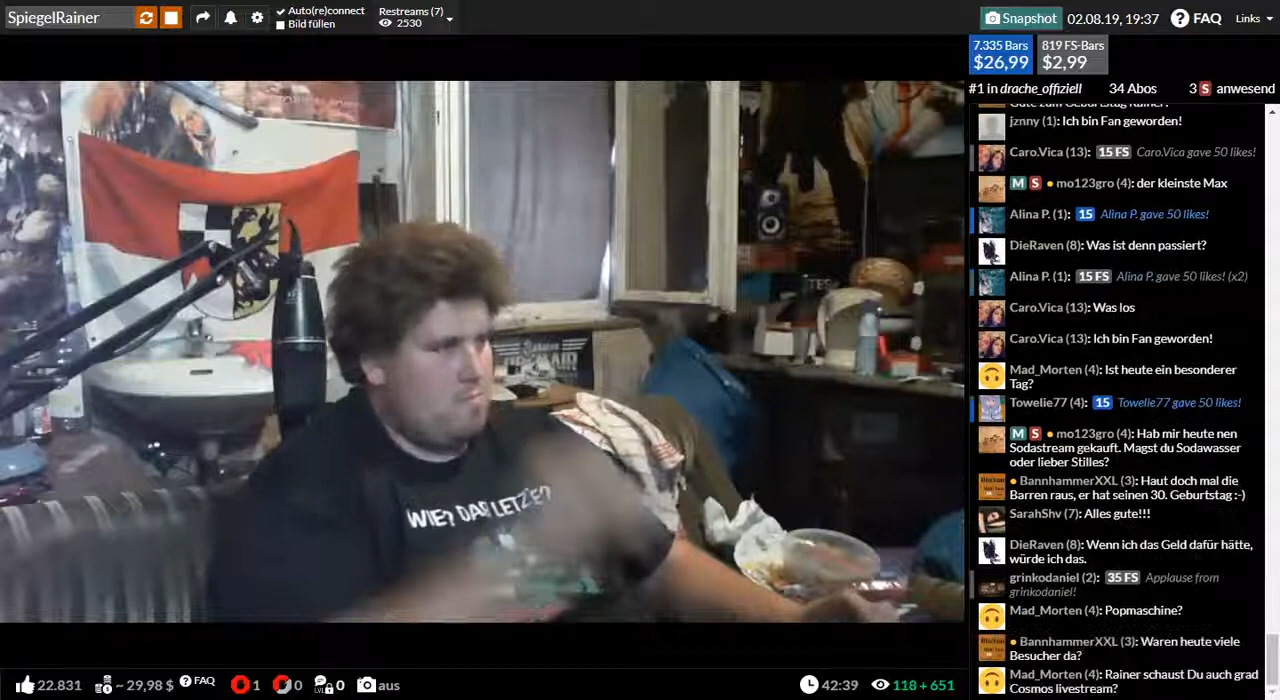 SpiegelRainer
Auto(re)connect
Bild füllen
Restreams (7)
2530
Snapshot
02.08.19, 19:37
FAQ
Links
7.335 Bars
$26,99
819 FS-Bars
$2,99
#1 in drache_offiziell
34 Abos
3 S anwesend
Gute zum Geburtstag Rainer!
jznny (1): Ich bin Fan geworden!
Caro.Vica (13): 15 FS Caro.Vica gave 50 likes!
M S mo123gro (4): der kleinste Max
Alina P. (1): 15 Alina P. gave 50 likes!
DieRaven (8): Was ist denn passiert?
Alina P. (1): 15 FS Alina P. gave 50 likes! (x2)
Caro.Vica (13): Was los
Caro.Vica (13): Ich bin Fan geworden!
Mad_Morten (4): Ist heute ein besonderer
Tag?
Towelie77 (4): 15 Towelie77 gave 50 likes!
M S mo123gro (4): Hab mir heute nen
Sodastream gekauft. Magst du Sodawasser
oder lieber Stilles?
BannhammerXXL (3): Haut doch mal die
Barren raus, er hat seinen 30. Geburtstag :-)
SarahShv (7): Alles gute!!!
DieRaven (8): Wenn ich das Geld dafür hätte,
würde ich das.
grinkodaniel (2): 35 FS Applause from
grinkodaniel!
Mad_Morten (4): Popmaschine?
BannhammerXXL (3): Waren heute viele
Besucher da?
Mad_Morten (4): Rainer schaust Du auch grad
Cosmos livestream?
WIE? DAS LETZTE?
22.831
~ 29,98 $
FAQ
1
0
LVL
0
aus
42:39
118 + 651